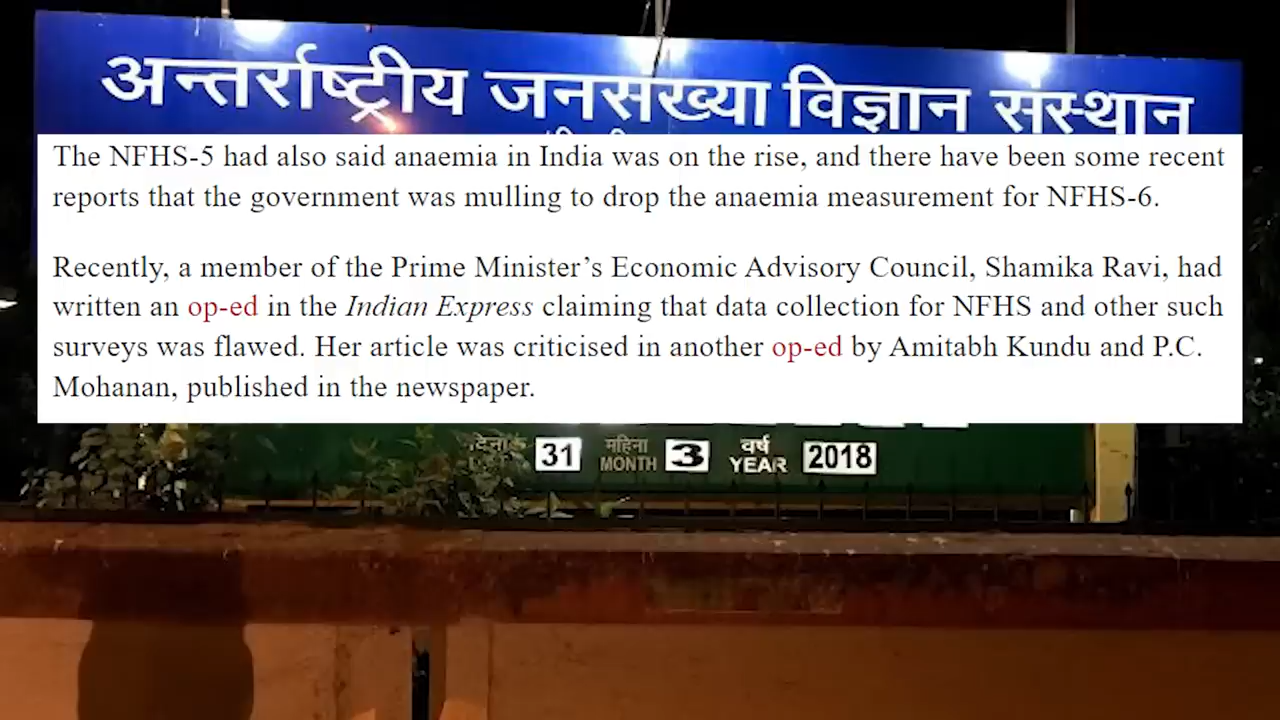 अन्तर्राष्ट्रीय जनसख्या विज्ञान संस्थान
The NFHS-5 had also said anaemia in India was on the rise, and there have been some recent
reports that the government was mulling to drop the anaemia measurement for NFHS-6.
Recently, a member of the Prime Minister’s Economic Advisory Council, Shamika Ravi, had
written an op-ed in the Indian Express claiming that data collection for NFHS and other such
surveys was flawed. Her article was criticised in another op-ed by Amitabh Kundu and P.C.
Mohanan, published in the newspaper.
31 महिना 3 वर्ष 2018
MONTH YEAR